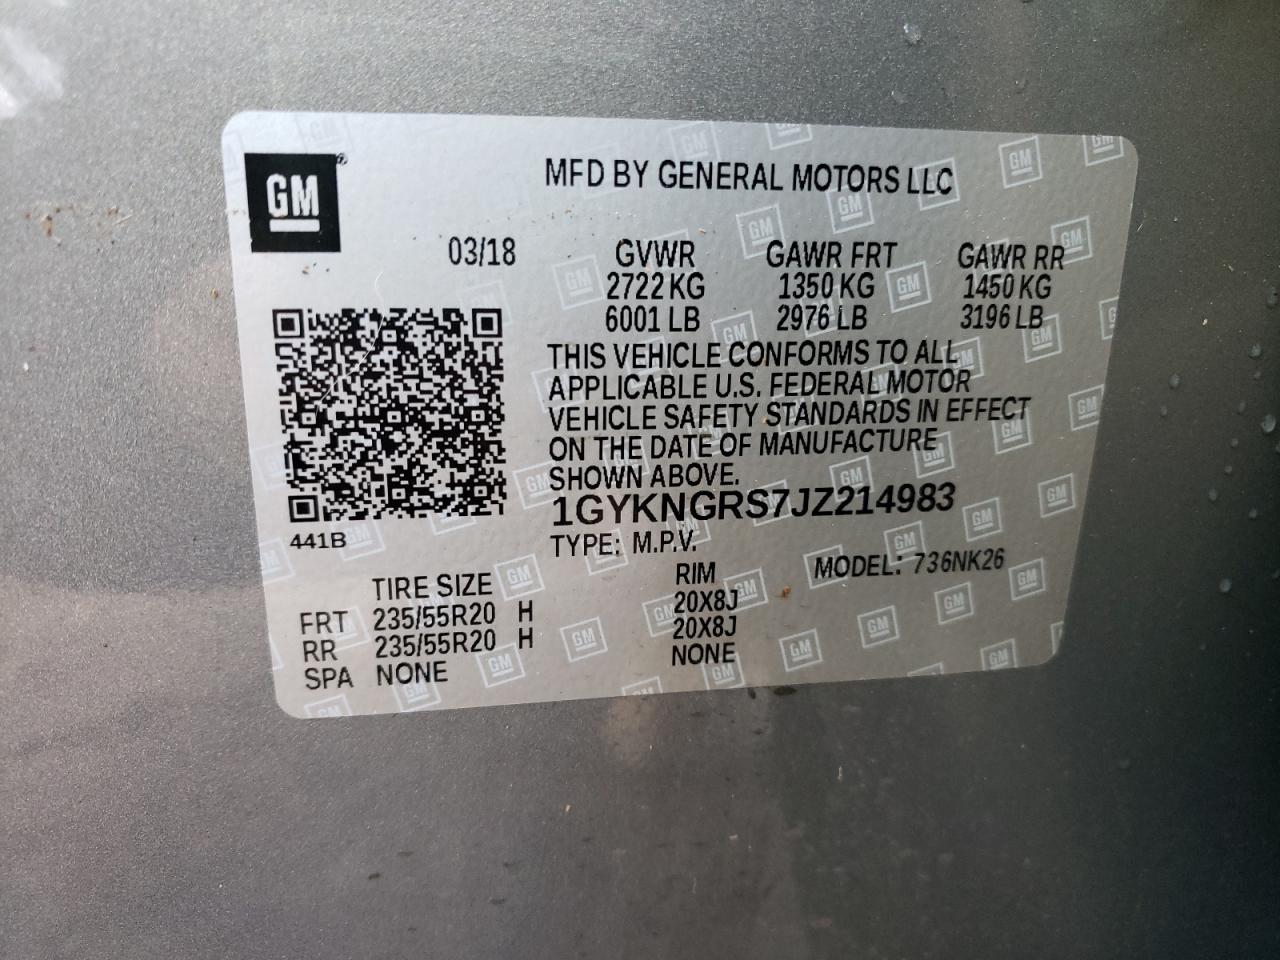 GM®
MFD BY GENERAL MOTORS LLC
03/18 GVWR GAWR FRT GAWR RR
2722 KG 1350 KG 1450 KG
6001 LB 2976 LB 3196 LB
THIS VEHICLE CONFORMS TO ALL
APPLICABLE U.S. FEDERAL MOTOR
VEHICLE SAFETY STANDARDS IN EFFECT
ON THE DATE OF MANUFACTURE
SHOWN ABOVE.
1GYKNGRS7JZ214983
441B
TYPE: M.P.V. MODEL: 736NK26
TIRE SIZE RIM
FRT 235/55R20 H 20X8J
RR 235/55R20 H 20X8J
SPA NONE NONE